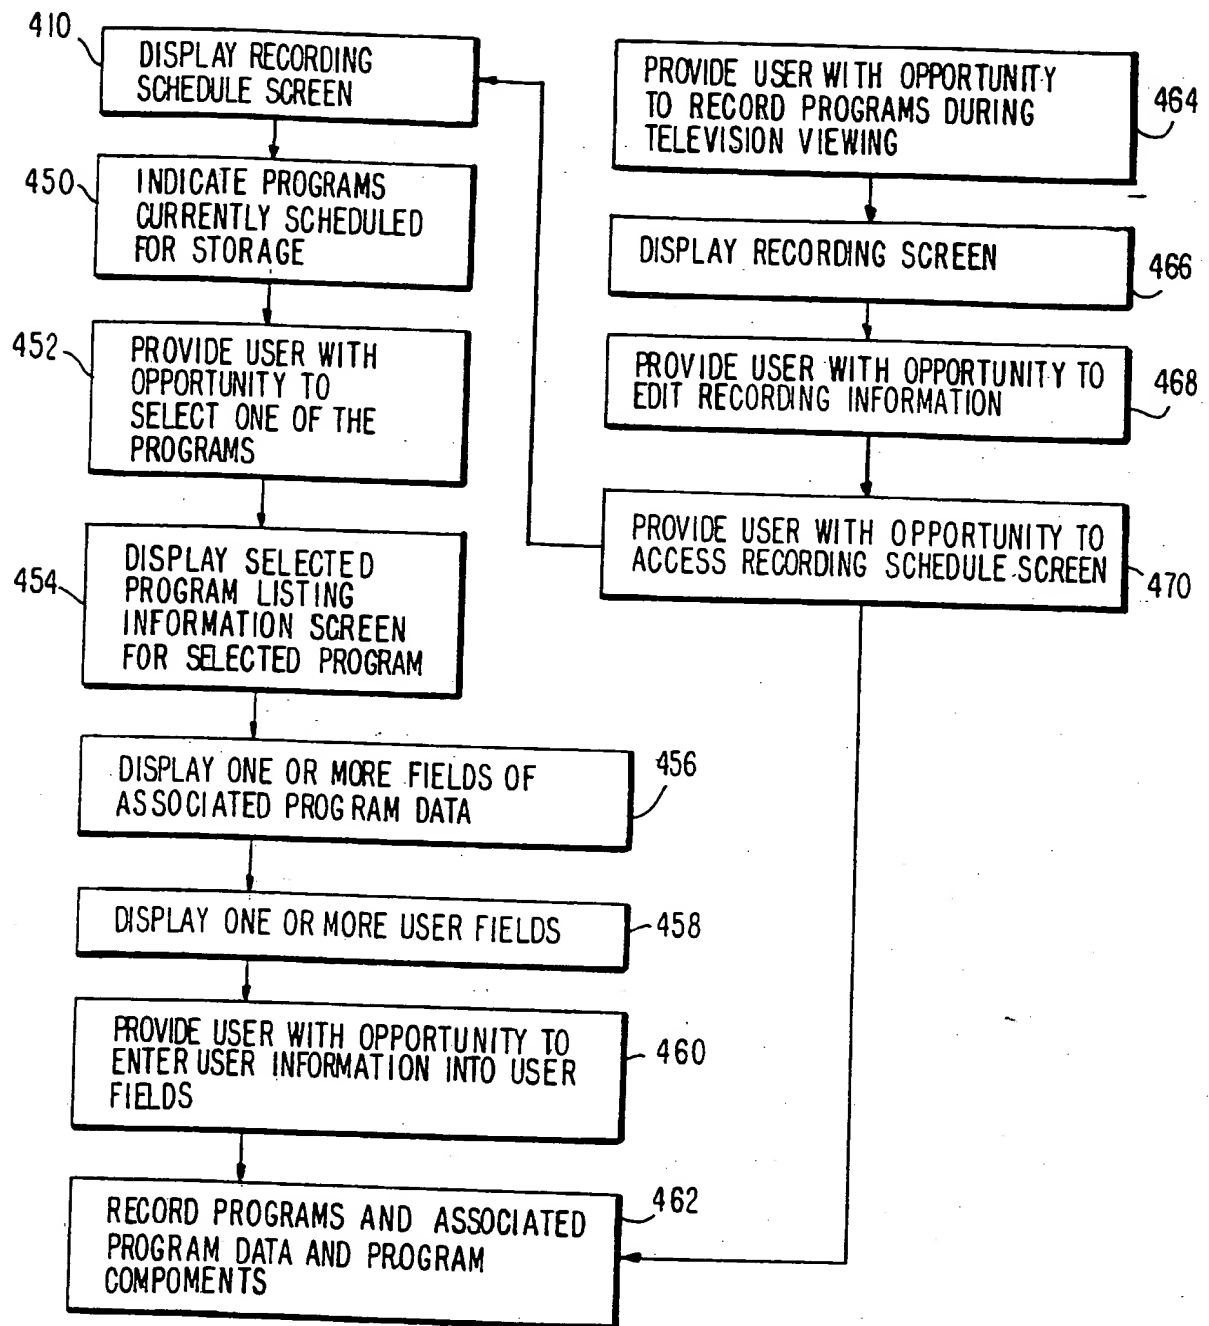 410
DISPLAY RECORDING
SCHEDULE SCREEN
450
INDICATE PROGRAMS
CURRENTLY SCHEDULED
FOR STORAGE
452
PROVIDE USER WITH
OPPORTUNITY TO
SELECT ONE OF THE
PROGRAMS
454
DISPLAY SELECTED
PROGRAM LISTING
INFORMATION SCREEN
FOR SELECTED PROGRAM
DISPLAY ONE OR MORE FIELDS OF
ASSOCIATED PROGRAM DATA
456
DISPLAY ONE OR MORE USER FIELDS
458
PROVIDE USER WITH OPPORTUNITY TO
ENTER USER INFORMATION INTO USER
FIELDS
460
RECORD PROGRAMS AND ASSOCIATED
PROGRAM DATA AND PROGRAM
COMPOMENTS
462
PROVIDE USER WITH OPPORTUNITY
TO RECORD PROGRAMS DURING
TELEVISION VIEWING
464
DISPLAY RECORDING SCREEN
466
PROVIDE USER WITH OPPORTUNITY TO
EDIT RECORDING INFORMATION
468
PROVIDE USER WITH OPPORTUNITY TO
ACCESS RECORDING SCHEDULE SCREEN
470